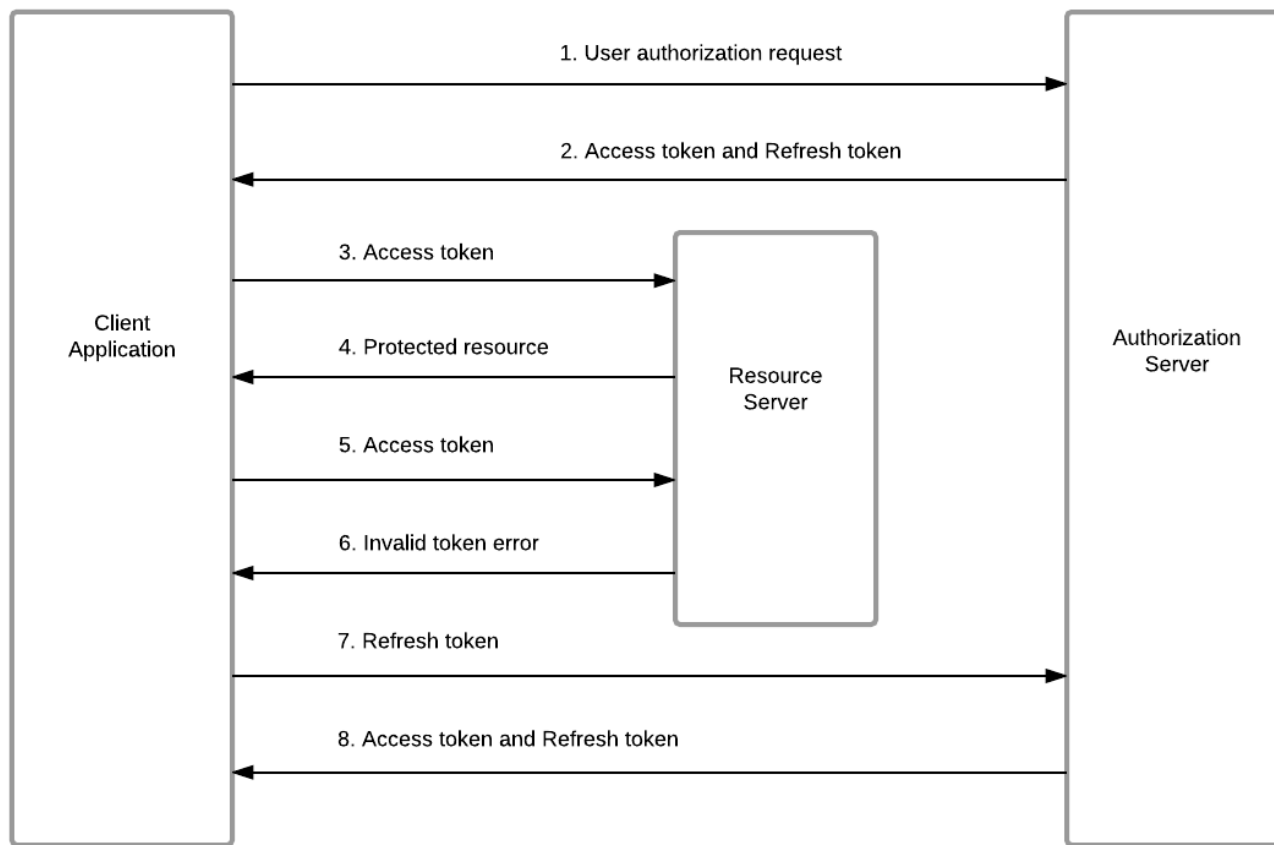 1. User authorization request
2. Access token and Refresh token
3. Access token
Client
Application
4. Protected resource
Authorization
Server
Resource
Server
5. Access token
6. Invalid token error
7. Refresh token
8. Access token and Refresh token